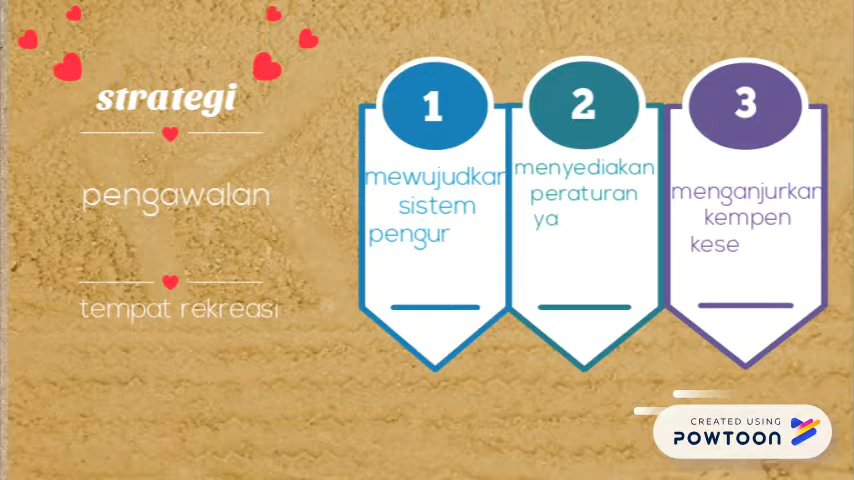 strategi
pengawalan
tempat rekreasi
1
mewujudkan
sistem
pengur
2
menyediakan
peraturan
ya
3
menganjurkan
kempen
kese
CREATED USING
POWTOON